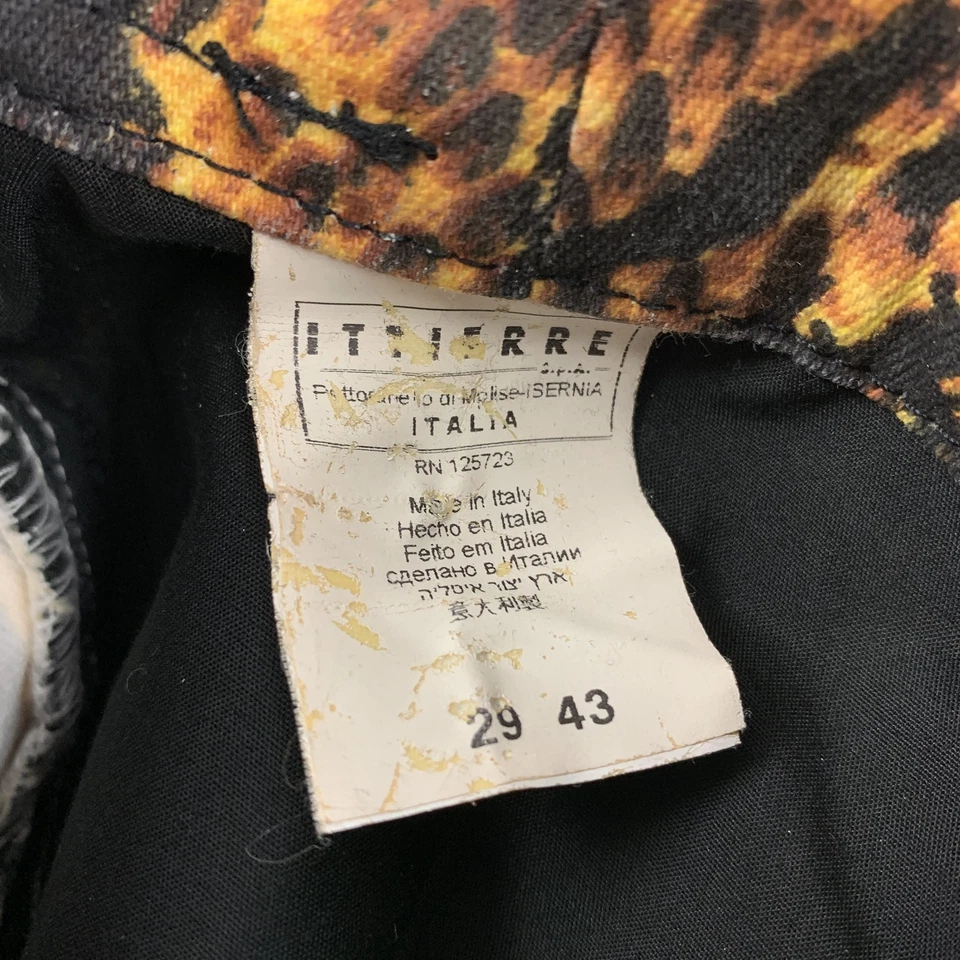 ITTIERRE
S.p.A.
Pettoranello di Molise-ISERNIA
ITALIA
RN 125723
Made in Italy
Hecho en Italia
Feito em Italia
сделано в Италии
ארץ יצור איטליה
意大利製
29 43